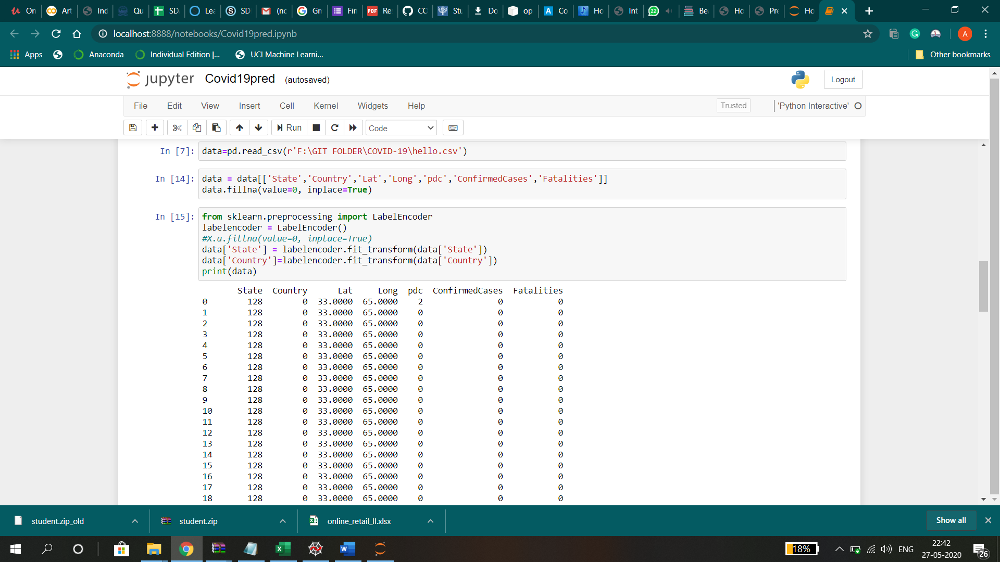 On Art Ind Qu SD. Lea SD (no Gr Fin Re: CC Stu Do op Co Ho Int Be Ho Pre Ho
localhost:8888/notebooks/Covid19pred.ipynb
A
Apps Anaconda Individual Edition |... UCI Machine Learni... Other bookmarks
jupyter Covid19pred (autosaved) Logout
File Edit View Insert Cell Kernel Widgets Help Trusted 'Python Interactive'
Run Code
In [7]: data=pd.read_csv(r'F:\GIT FOLDER\COVID-19\hello.csv')
In [14]: data = data[['State','Country','Lat','Long','pdc','ConfirmedCases','Fatalities']]
data.fillna(value=0, inplace=True)
In [15]: from sklearn.preprocessing import LabelEncoder
labelencoder = LabelEncoder()
#X.a.fillna(value=0, inplace=True)
data['State'] = labelencoder.fit_transform(data['State'])
data['Country']=labelencoder.fit_transform(data['Country'])
print(data)
State Country Lat Long pdc ConfirmedCases Fatalities
0 128 0 33.0000 65.0000 2 0 0
1 128 0 33.0000 65.0000 0 0 0
2 128 0 33.0000 65.0000 0 0 0
3 128 0 33.0000 65.0000 0 0 0
4 128 0 33.0000 65.0000 0 0 0
5 128 0 33.0000 65.0000 0 0 0
6 128 0 33.0000 65.0000 0 0 0
7 128 0 33.0000 65.0000 0 0 0
8 128 0 33.0000 65.0000 0 0 0
9 128 0 33.0000 65.0000 0 0 0
10 128 0 33.0000 65.0000 0 0 0
11 128 0 33.0000 65.0000 0 0 0
12 128 0 33.0000 65.0000 0 0 0
13 128 0 33.0000 65.0000 0 0 0
14 128 0 33.0000 65.0000 0 0 0
15 128 0 33.0000 65.0000 0 0 0
16 128 0 33.0000 65.0000 0 0 0
17 128 0 33.0000 65.0000 0 0 0
18 128 0 33.0000 65.0000 0 0 0
student.zip_old student.zip online_retail_II.xlsx Show all
18% ENG 22:42
27-05-2020 26